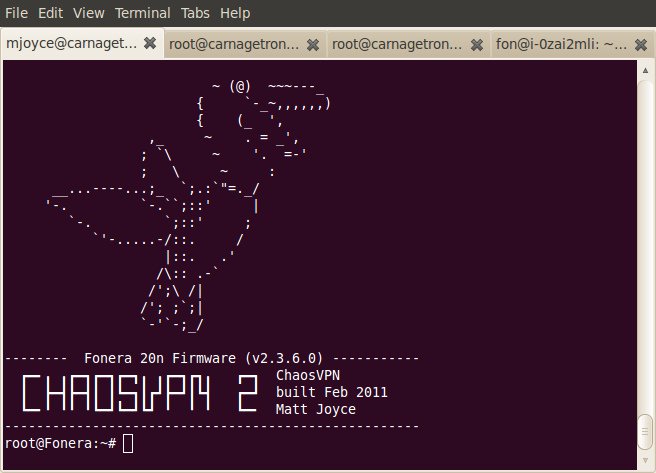 File Edit View Terminal Tabs Help
mjoyce@carnaget... root@carnagetron... root@carnagetron... fon@i-0zai2mli: ~...
-------- Fonera 20n Firmware (v2.3.6.0) -----------
CHAOSVPN 2
ChaosVPN
built Feb 2011
Matt Joyce
----------------------------------------------------
root@Fonera:~#